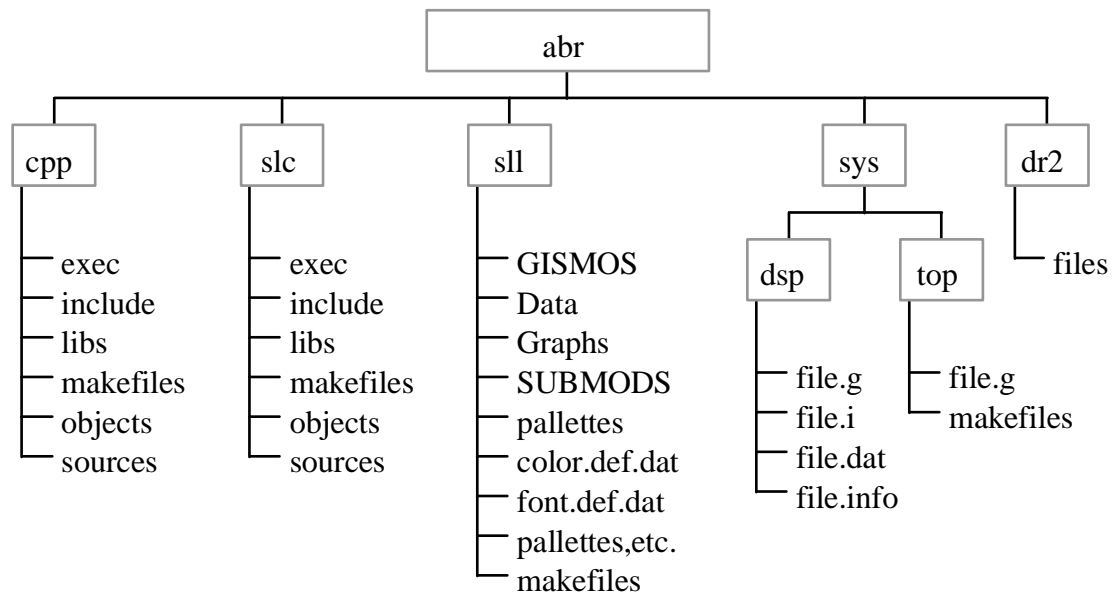 abr
cpp
slc
sll
sys
dr2
exec
include
libs
makefiles
objects
sources
exec
include
libs
makefiles
objects
sources
GISMOS
Data
Graphs
SUBMODS
pallettes
color.def.dat
font.def.dat
pallettes,etc.
makefiles
dsp
top
file.g
file.i
file.dat
file.info
file.g
makefiles
files